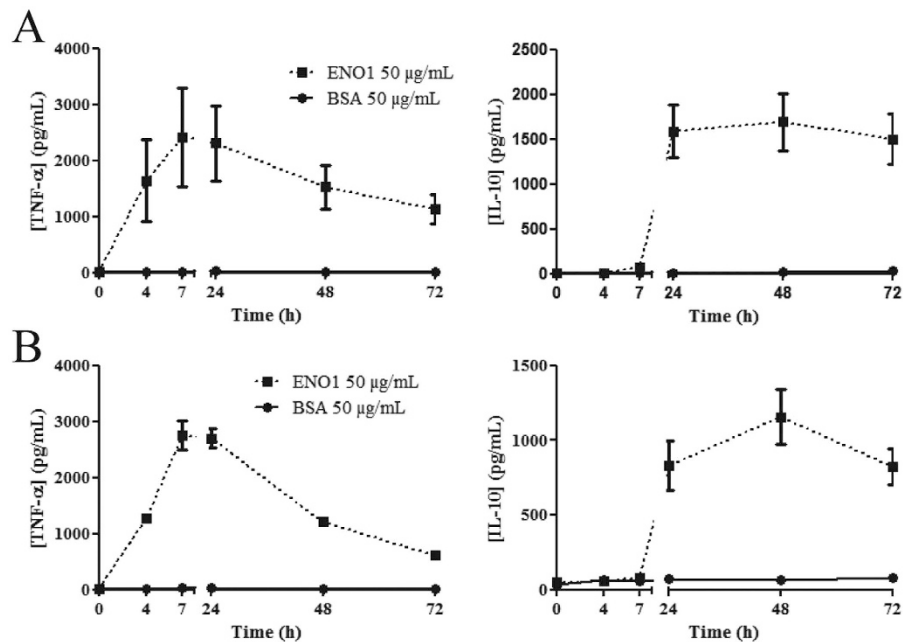 A
4000
3000
2000
1000
0
[TNF-α] (pg/mL)
ENO1 50 µg/mL
BSA 50 µg/mL
0 4 7 24 48 72
Time (h)
2500
2000
1500
1000
500
0
[IL-10] (pg/mL)
0 4 7 24 48 72
Time (h)
B
4000
3000
2000
1000
0
[TNF-α] (pg/mL)
ENO1 50 µg/mL
BSA 50 µg/mL
0 4 7 24 48 72
Time (h)
1500
1000
500
0
[IL-10] (pg/mL)
0 4 7 24 48 72
Time (h)